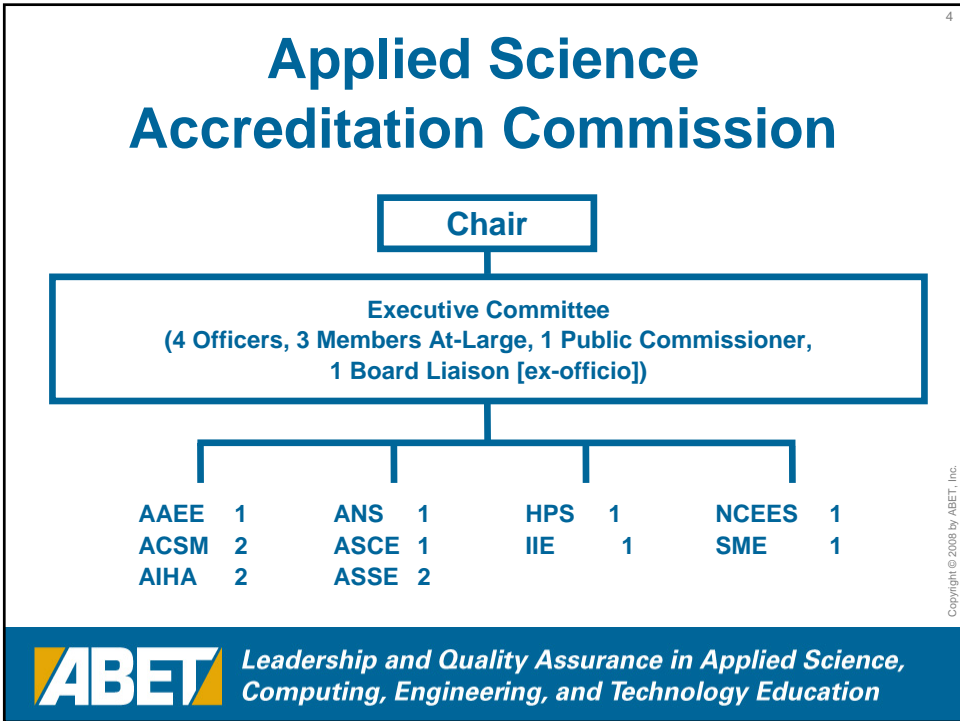 4
Applied Science
Accreditation Commission
Chair
Executive Committee
(4 Officers, 3 Members At-Large, 1 Public Commissioner,
1 Board Liaison [ex-officio])
AAEE 1
ACSM 2
AIHA 2
ANS 1
ASCE 1
ASSE 2
HPS 1
IIE 1
NCEES 1
SME 1
Copyright © 2008 by ABET, Inc.
ABET
Leadership and Quality Assurance in Applied Science,
Computing, Engineering, and Technology Education